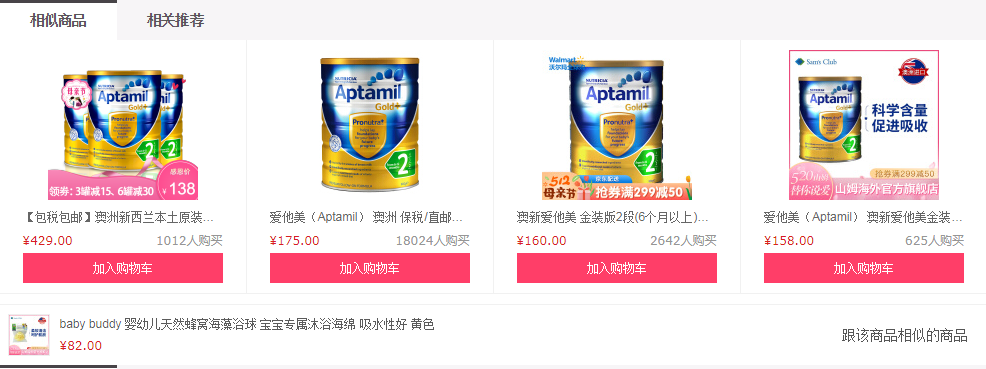 相似商品 相关推荐
母亲节
NUTRICIA
Aptamil
Gold+
Pronutra+
2
感恩价
领券: 3罐减15、6罐减30 ¥138
NUTRICIA
Aptamil
Gold+
Pronutra+
2
Walmart
沃尔玛
NUTRICIA
Aptamil
Gold+
Pronutra+
2
京东配送
5.12
母亲节 抢券满299减50
Sam's Club
澳洲进口
NUTRICIA
Aptamil
Gold+
Pronutra+
2
科学含量
促进吸收
5.20
替你说爱
抢券满299减50
山姆海外官方旗舰店
【包税包邮】澳洲新西兰本土原装...
¥429.00 1012人购买
加入购物车
爱他美（Aptamil） 澳洲 保税/直邮...
¥175.00 18024人购买
加入购物车
澳新爱他美 金装版2段(6个月以上)...
¥160.00 2642人购买
加入购物车
爱他美（Aptamil） 澳新爱他美金装...
¥158.00 625人购买
加入购物车
baby buddy 婴幼儿天然蜂窝海藻浴球 宝宝专属沐浴海绵 吸水性好 黄色
¥82.00
跟该商品相似的商品